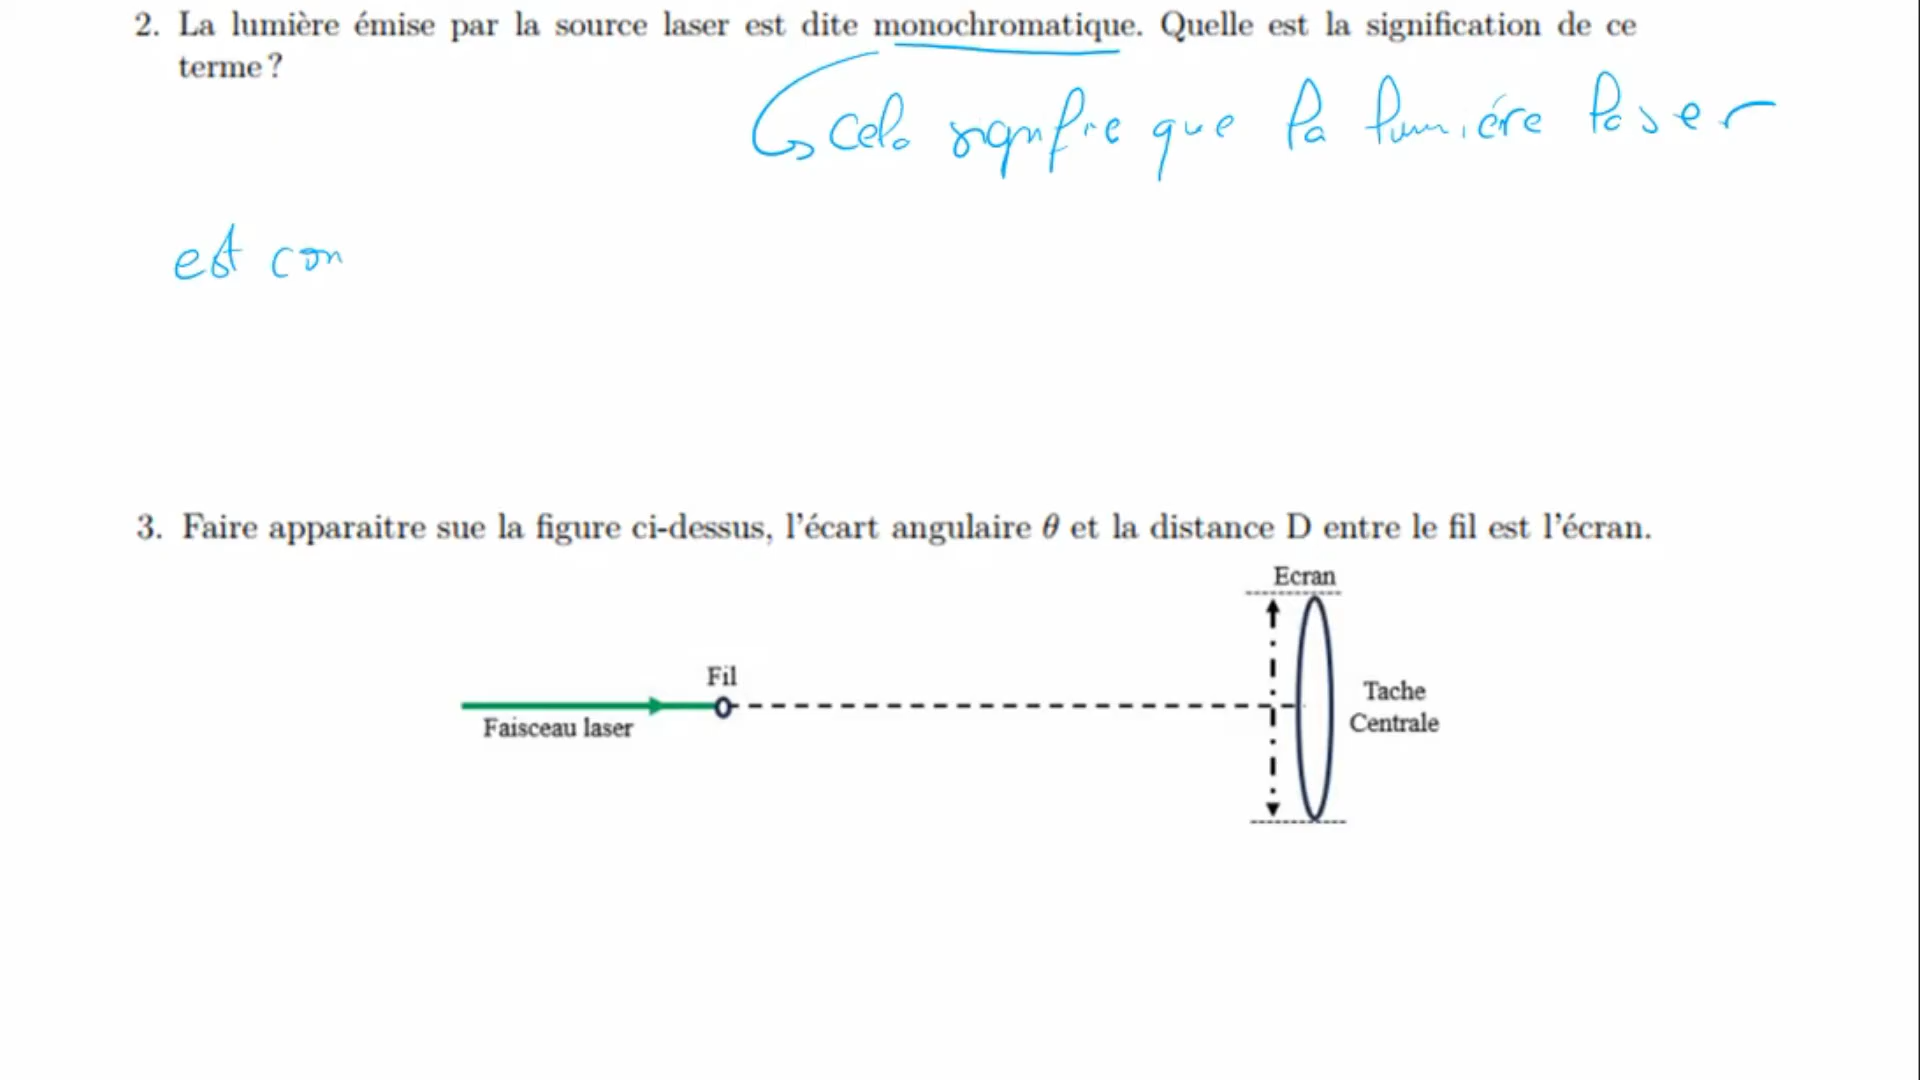 2. La lumière émise par la source laser est dite monochromatique. Quelle est la signification de ce
terme ?
Cela signifie que la lumiére laser
est con
3. Faire apparaitre sue la figure ci-dessus, l'écart angulaire θ et la distance D entre le fil est l'écran.
Ecran
Fil
Faisceau laser
Tache
Centrale